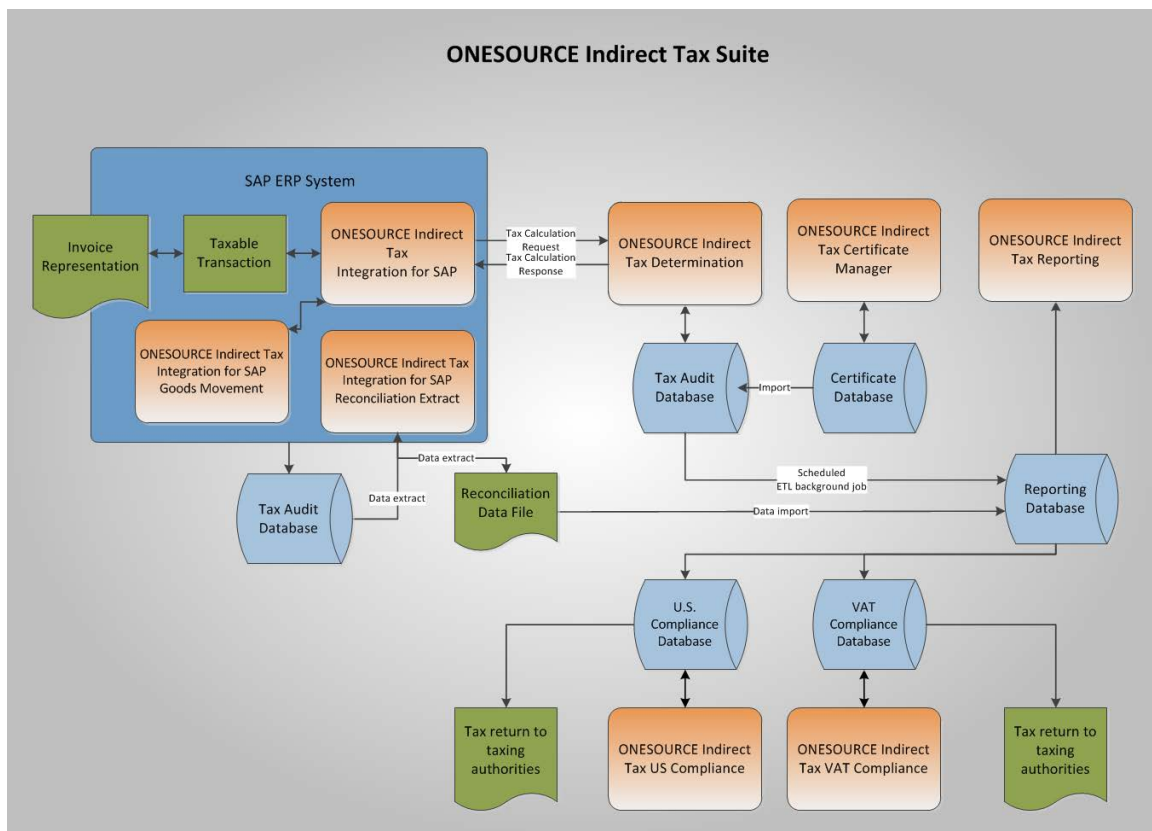 ONESOURCE Indirect Tax Suite
SAP ERP System
Invoice
Representation
Taxable
Transaction
ONESOURCE Indirect
Tax
Integration for SAP
Tax Calculation
Request
Tax Calculation
Response
ONESOURCE Indirect
Tax Determination
ONESOURCE Indirect
Tax Certificate
Manager
ONESOURCE Indirect
Tax Reporting
ONESOURCE Indirect Tax
Integration for SAP
Goods Movement
ONESOURCE Indirect Tax
Integration for SAP
Reconciliation Extract
Tax Audit
Database
Import
Certificate
Database
Data extract
Scheduled
ETL background job
Tax Audit
Database
Data extract
Reconciliation
Data File
Data import
Reporting
Database
U.S.
Compliance
Database
VAT
Compliance
Database
Tax return to
taxing
authorities
ONESOURCE Indirect
Tax US Compliance
ONESOURCE Indirect
Tax VAT Compliance
Tax return to
taxing
authorities